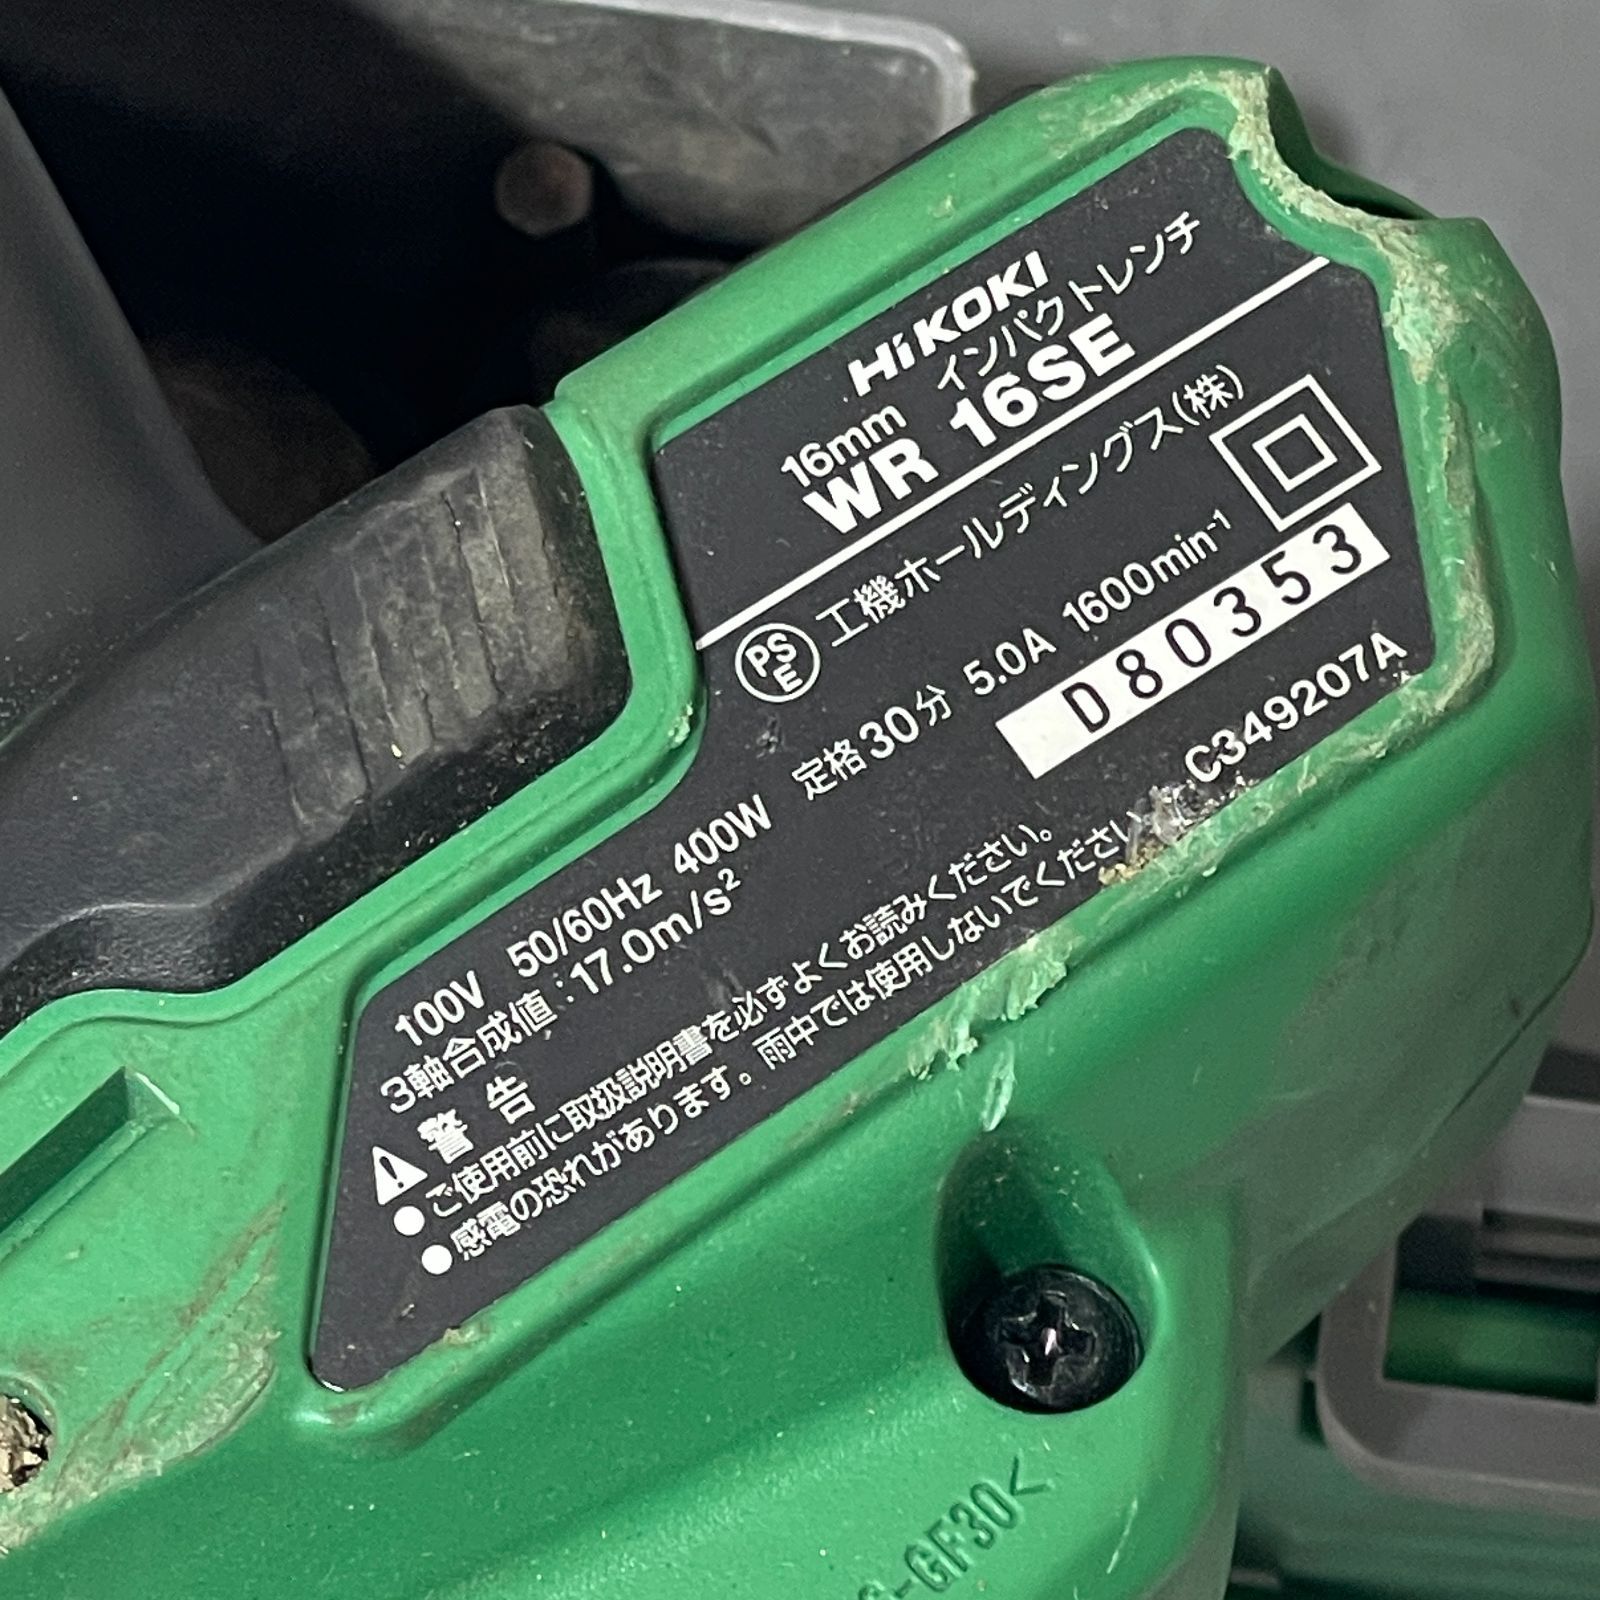 HiKOKI
16mm インパクトレンチ
WR 16SE
PSE 工機ホールディングス(株)
100V 50/60Hz 400W 定格30分 5.0A 1600min⁻¹
3軸合成値:17.0m/s²
D80353
C349207A
警告
●ご使用前に取扱説明書を必ずよくお読みください。
●感電の恐れがあります。雨中では使用しないでください
-GF30<